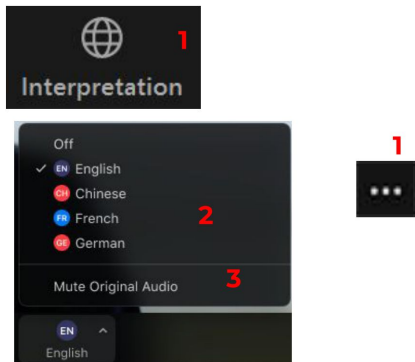 1
Interpretation
Off
EN English
CH Chinese
FR French
GE German
2
Mute Original Audio
3
EN
English
1